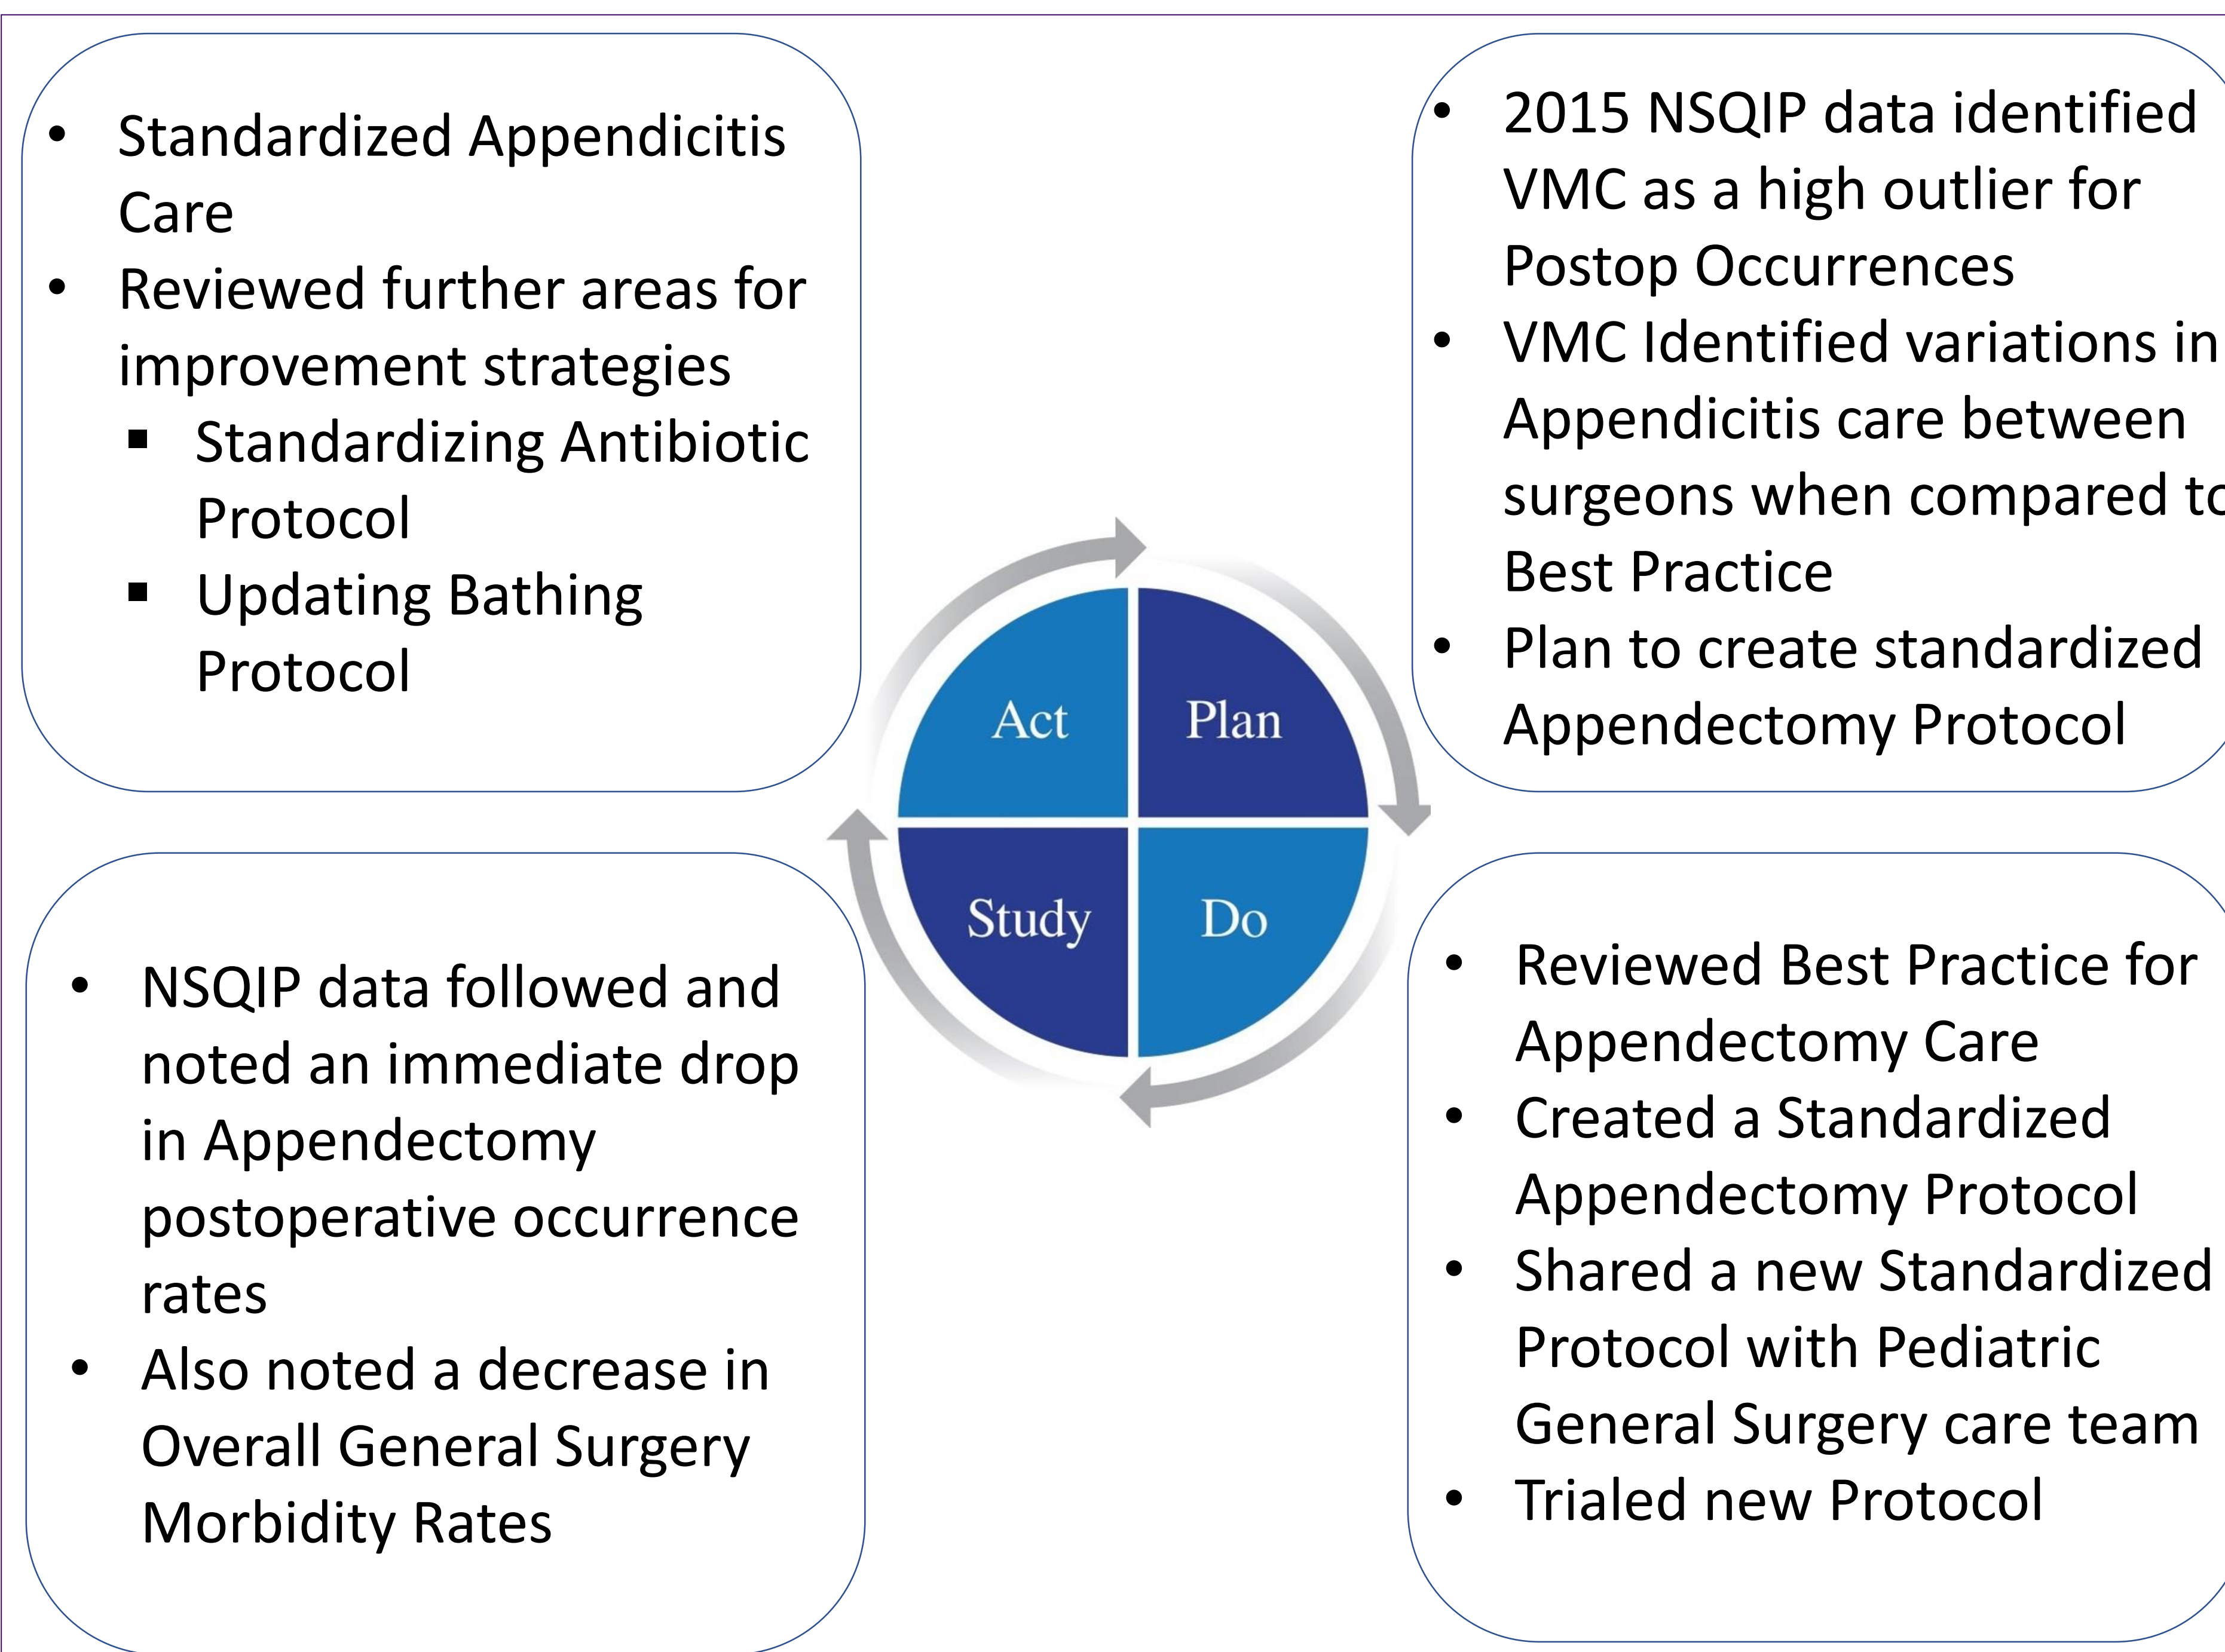 • Standardized Appendicitis
Care
• Reviewed further areas for
improvement strategies
▪ Standardizing Antibiotic
Protocol
▪ Updating Bathing
Protocol
• 2015 NSQIP data identified
VMC as a high outlier for
Postop Occurrences
• VMC Identified variations in
Appendicitis care between
surgeons when compared to
Best Practice
• Plan to create standardized
Appendectomy Protocol
Act
Plan
Study
Do
• NSQIP data followed and
noted an immediate drop
in Appendectomy
postoperative occurrence
rates
• Also noted a decrease in
Overall General Surgery
Morbidity Rates
• Reviewed Best Practice for
Appendectomy Care
• Created a Standardized
Appendectomy Protocol
• Shared a new Standardized
Protocol with Pediatric
General Surgery care team
• Trialed new Protocol